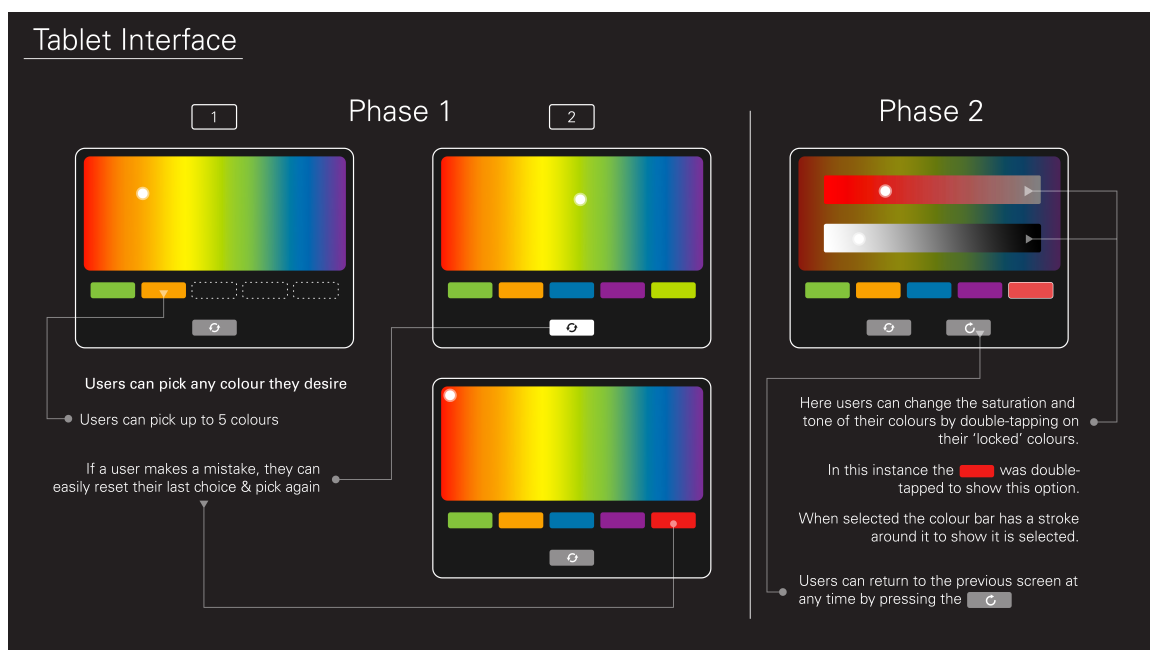 Tablet Interface
Phase 1
1
2
Users can pick any colour they desire
Users can pick up to 5 colours
If a user makes a mistake, they can
easily reset their last choice & pick again
Phase 2
Here users can change the saturation and
tone of their colours by double-tapping on
their ‘locked’ colours.
In this instance the was double-
tapped to show this option.
When selected the colour bar has a stroke
around it to show it is selected.
Users can return to the previous screen at
any time by pressing the